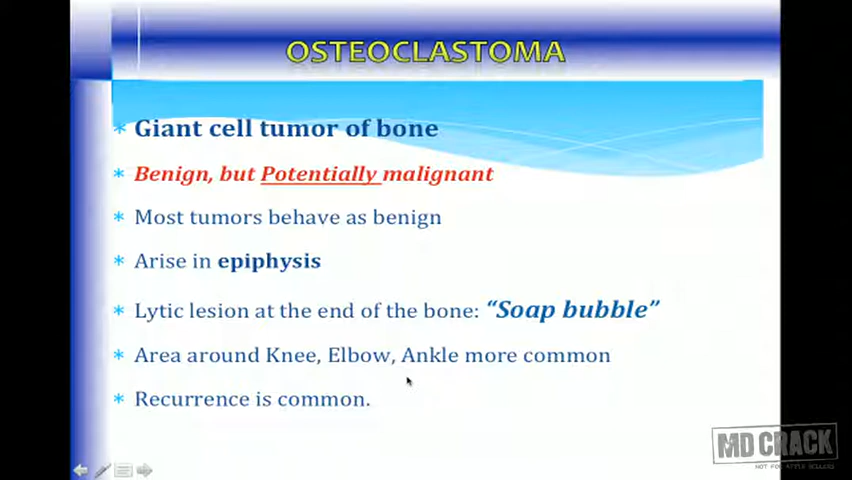 OSTEOCLASTOMA
* Giant cell tumor of bone
* Benign, but Potentially malignant
* Most tumors behave as benign
* Arise in epiphysis
* Lytic lesion at the end of the bone: “Soap bubble”
* Area around Knee, Elbow, Ankle more common
* Recurrence is common.
MD CRACK